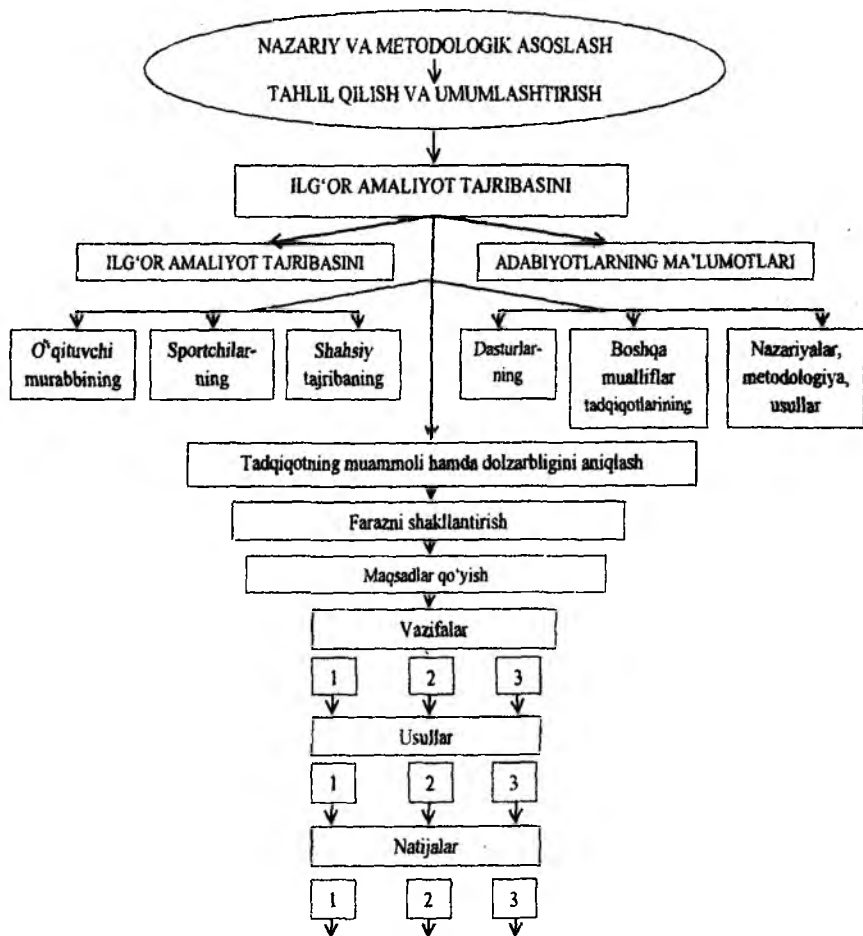 NAZARIY VA METODOLOGIK ASOSLASH
TAHLIL QILISH VA UMUMLASHTIRISH
ILG‘OR AMALIYOT TAJRIBASINI
ILG‘OR AMALIYOT TAJRIBASINI
ADABIYOTLARNING MA’LUMOTLARI
O‘qituvchi
murabbining
Sportchilar-
ning
Shahsiy
tajribaning
Dasturlar-
ning
Boshqa
mualliflar
tadqiqotlarining
Nazariyalar,
metodologiya,
usullar
Tadqiqotning muammoli hamda dolzarbligini aniqlash
Farazni shakllantirish
Maqsadlar qo‘yish
Vazifalar
1 2 3
Usullar
1 2 3
Natijalar
1 2 3